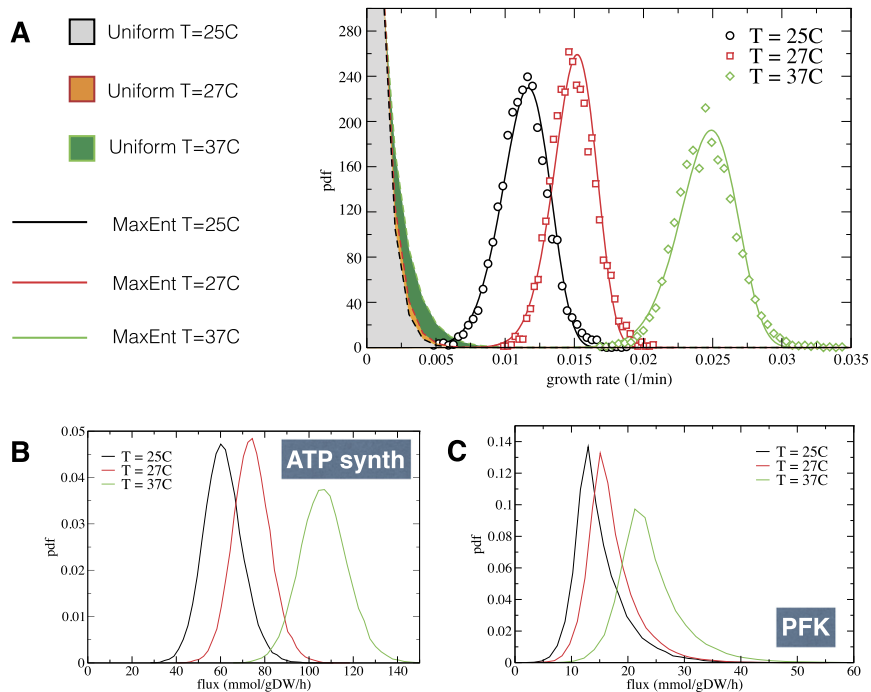 A
Uniform T=25C
Uniform T=27C
Uniform T=37C
MaxEnt T=25C
MaxEnt T=27C
MaxEnt T=37C
280
240
200
160
120
80
40
0
pdf
T = 25C
T = 27C
T = 37C
0
0.005
0.01
0.015
0.02
0.025
0.03
0.035
growth rate (1/min)
B
0.05
0.04
0.03
0.02
0.01
0
pdf
T = 25C
T = 27C
T = 37C
ATP synth
0
20
40
60
80
100
120
140
flux (mmol/gDW/h)
C
0.14
0.12
0.1
0.08
0.06
0.04
0.02
0
pdf
T = 25C
T = 27C
T = 37C
PFK
0
10
20
30
40
50
60
flux (mmol/gDW/h)